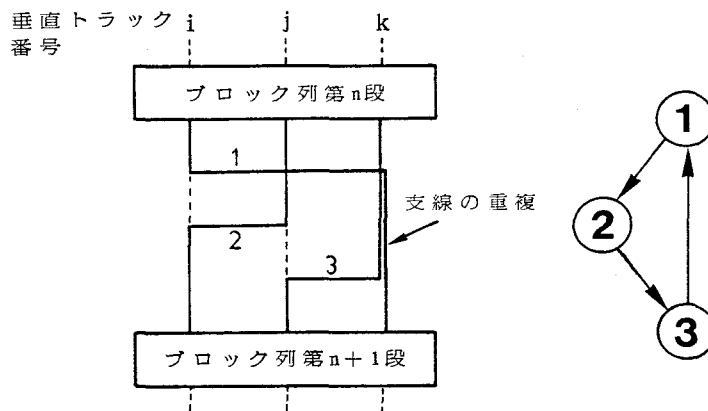 垂直トラック
番号
i j k
ブロック列第n段
1
2
3
支線の重複
ブロック列第n+1段
1
2
3